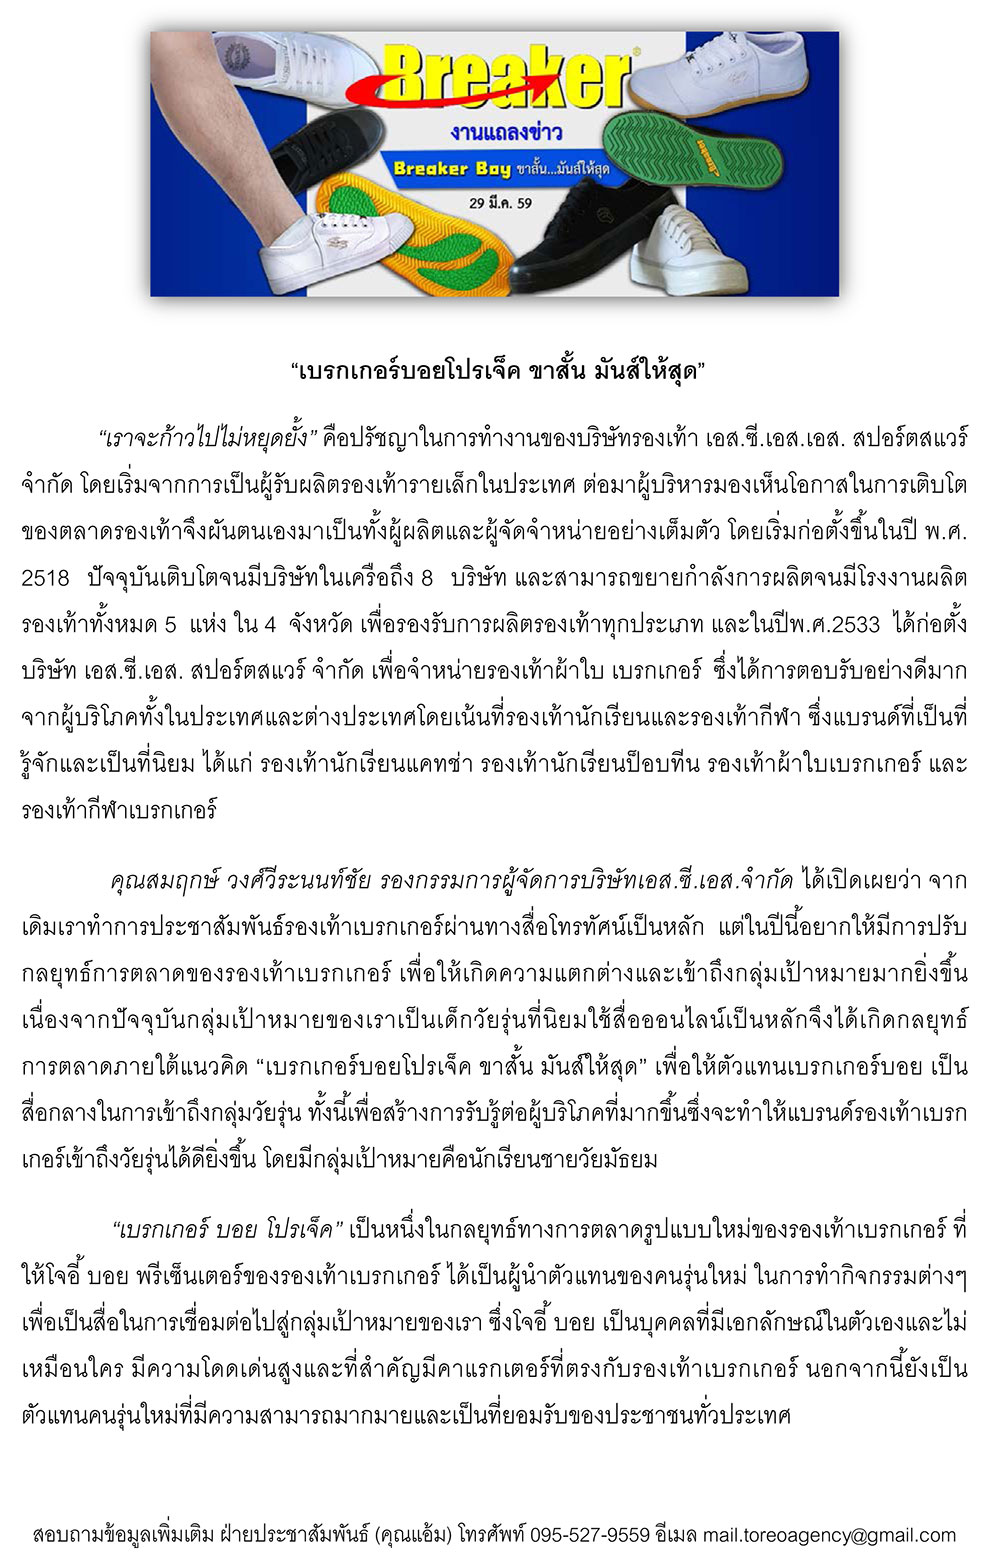 Breaker
งานแถลงข่าว
Breaker Boy ขาสั้น...มันส์ให้สุด
29 มี.ค. 59
Breaker
“เบรกเกอร์บอยโปรเจ็ค ขาสั้น มันส์ให้สุด”
“เราจะก้าวไปไม่หยุดยั้ง” คือปรัชญาในการทำงานของบริษัทรองเท้า เอส.ซี.เอส.เอส. สปอร์ตสแวร์
จำกัด โดยเริ่มจากการเป็นผู้รับผลิตรองเท้ารายเล็กในประเทศ ต่อมาผู้บริหารมองเห็นโอกาสในการเติบโต
ของตลาดรองเท้าจึงผันตนเองมาเป็นทั้งผู้ผลิตและผู้จัดจำหน่ายอย่างเต็มตัว โดยเริ่มก่อตั้งขึ้นในปี พ.ศ.
2518 ปัจจุบันเติบโตจนมีบริษัทในเครือถึง 8 บริษัท และสามารถขยายกำลังการผลิตจนมีโรงงานผลิต
รองเท้าทั้งหมด 5 แห่ง ใน 4 จังหวัด เพื่อรองรับการผลิตรองเท้าทุกประเภท และในปีพ.ศ.2533 ได้ก่อตั้ง
บริษัท เอส.ซี.เอส. สปอร์ตสแวร์ จำกัด เพื่อจำหน่ายรองเท้าผ้าใบ เบรกเกอร์ ซึ่งได้การตอบรับอย่างดีมาก
จากผู้บริโภคทั้งในประเทศและต่างประเทศโดยเน้นที่รองเท้านักเรียนและรองเท้ากีฬา ซึ่งแบรนด์ที่เป็นที่
รู้จักและเป็นที่นิยม ได้แก่ รองเท้านักเรียนแคทช่า รองเท้านักเรียนป็อบทีน รองเท้าผ้าใบเบรกเกอร์ และ
รองเท้ากีฬาเบรกเกอร์
คุณสมฤกษ์ วงศ์วีระนนท์ชัย รองกรรมการผู้จัดการบริษัทเอส.ซี.เอส.จำกัด ได้เปิดเผยว่า จาก
เดิมเราทำการประชาสัมพันธ์รองเท้าเบรกเกอร์ผ่านทางสื่อโทรทัศน์เป็นหลัก แต่ในปีนี้อยากให้มีการปรับ
กลยุทธ์การตลาดของรองเท้าเบรกเกอร์ เพื่อให้เกิดความแตกต่างและเข้าถึงกลุ่มเป้าหมายมากยิ่งขึ้น
เนื่องจากปัจจุบันกลุ่มเป้าหมายของเราเป็นเด็กวัยรุ่นที่นิยมใช้สื่อออนไลน์เป็นหลักจึงได้เกิดกลยุทธ์
การตลาดภายใต้แนวคิด “เบรกเกอร์บอยโปรเจ็ค ขาสั้น มันส์ให้สุด” เพื่อให้ตัวแทนเบรกเกอร์บอย เป็น
สื่อกลางในการเข้าถึงกลุ่มวัยรุ่น ทั้งนี้เพื่อสร้างการรับรู้ต่อผู้บริโภคที่มากขึ้นซึ่งจะทำให้แบรนด์รองเท้าเบรก
เกอร์เข้าถึงวัยรุ่นได้ดียิ่งขึ้น โดยมีกลุ่มเป้าหมายคือนักเรียนชายวัยมัธยม
“เบรกเกอร์ บอย โปรเจ็ค” เป็นหนึ่งในกลยุทธ์ทางการตลาดรูปแบบใหม่ของรองเท้าเบรกเกอร์ ที่
ให้โจอี้ บอย พรีเซ็นเตอร์ของรองเท้าเบรกเกอร์ ได้เป็นผู้นำตัวแทนของคนรุ่นใหม่ ในการทำกิจกรรมต่างๆ
เพื่อเป็นสื่อในการเชื่อมต่อไปสู่กลุ่มเป้าหมายของเรา ซึ่งโจอี้ บอย เป็นบุคคลที่มีเอกลักษณ์ในตัวเองและไม่
เหมือนใคร มีความโดดเด่นสูงและที่สำคัญมีคาแรกเตอร์ที่ตรงกับรองเท้าเบรกเกอร์ นอกจากนี้ยังเป็น
ตัวแทนคนรุ่นใหม่ที่มีความสามารถมากมายและเป็นที่ยอมรับของประชาชนทั่วประเทศ
สอบถามข้อมูลเพิ่มเติม ฝ่ายประชาสัมพันธ์ (คุณแอ้ม) โทรศัพท์ 095-527-9559 อีเมล mail.toreoagency@gmail.com